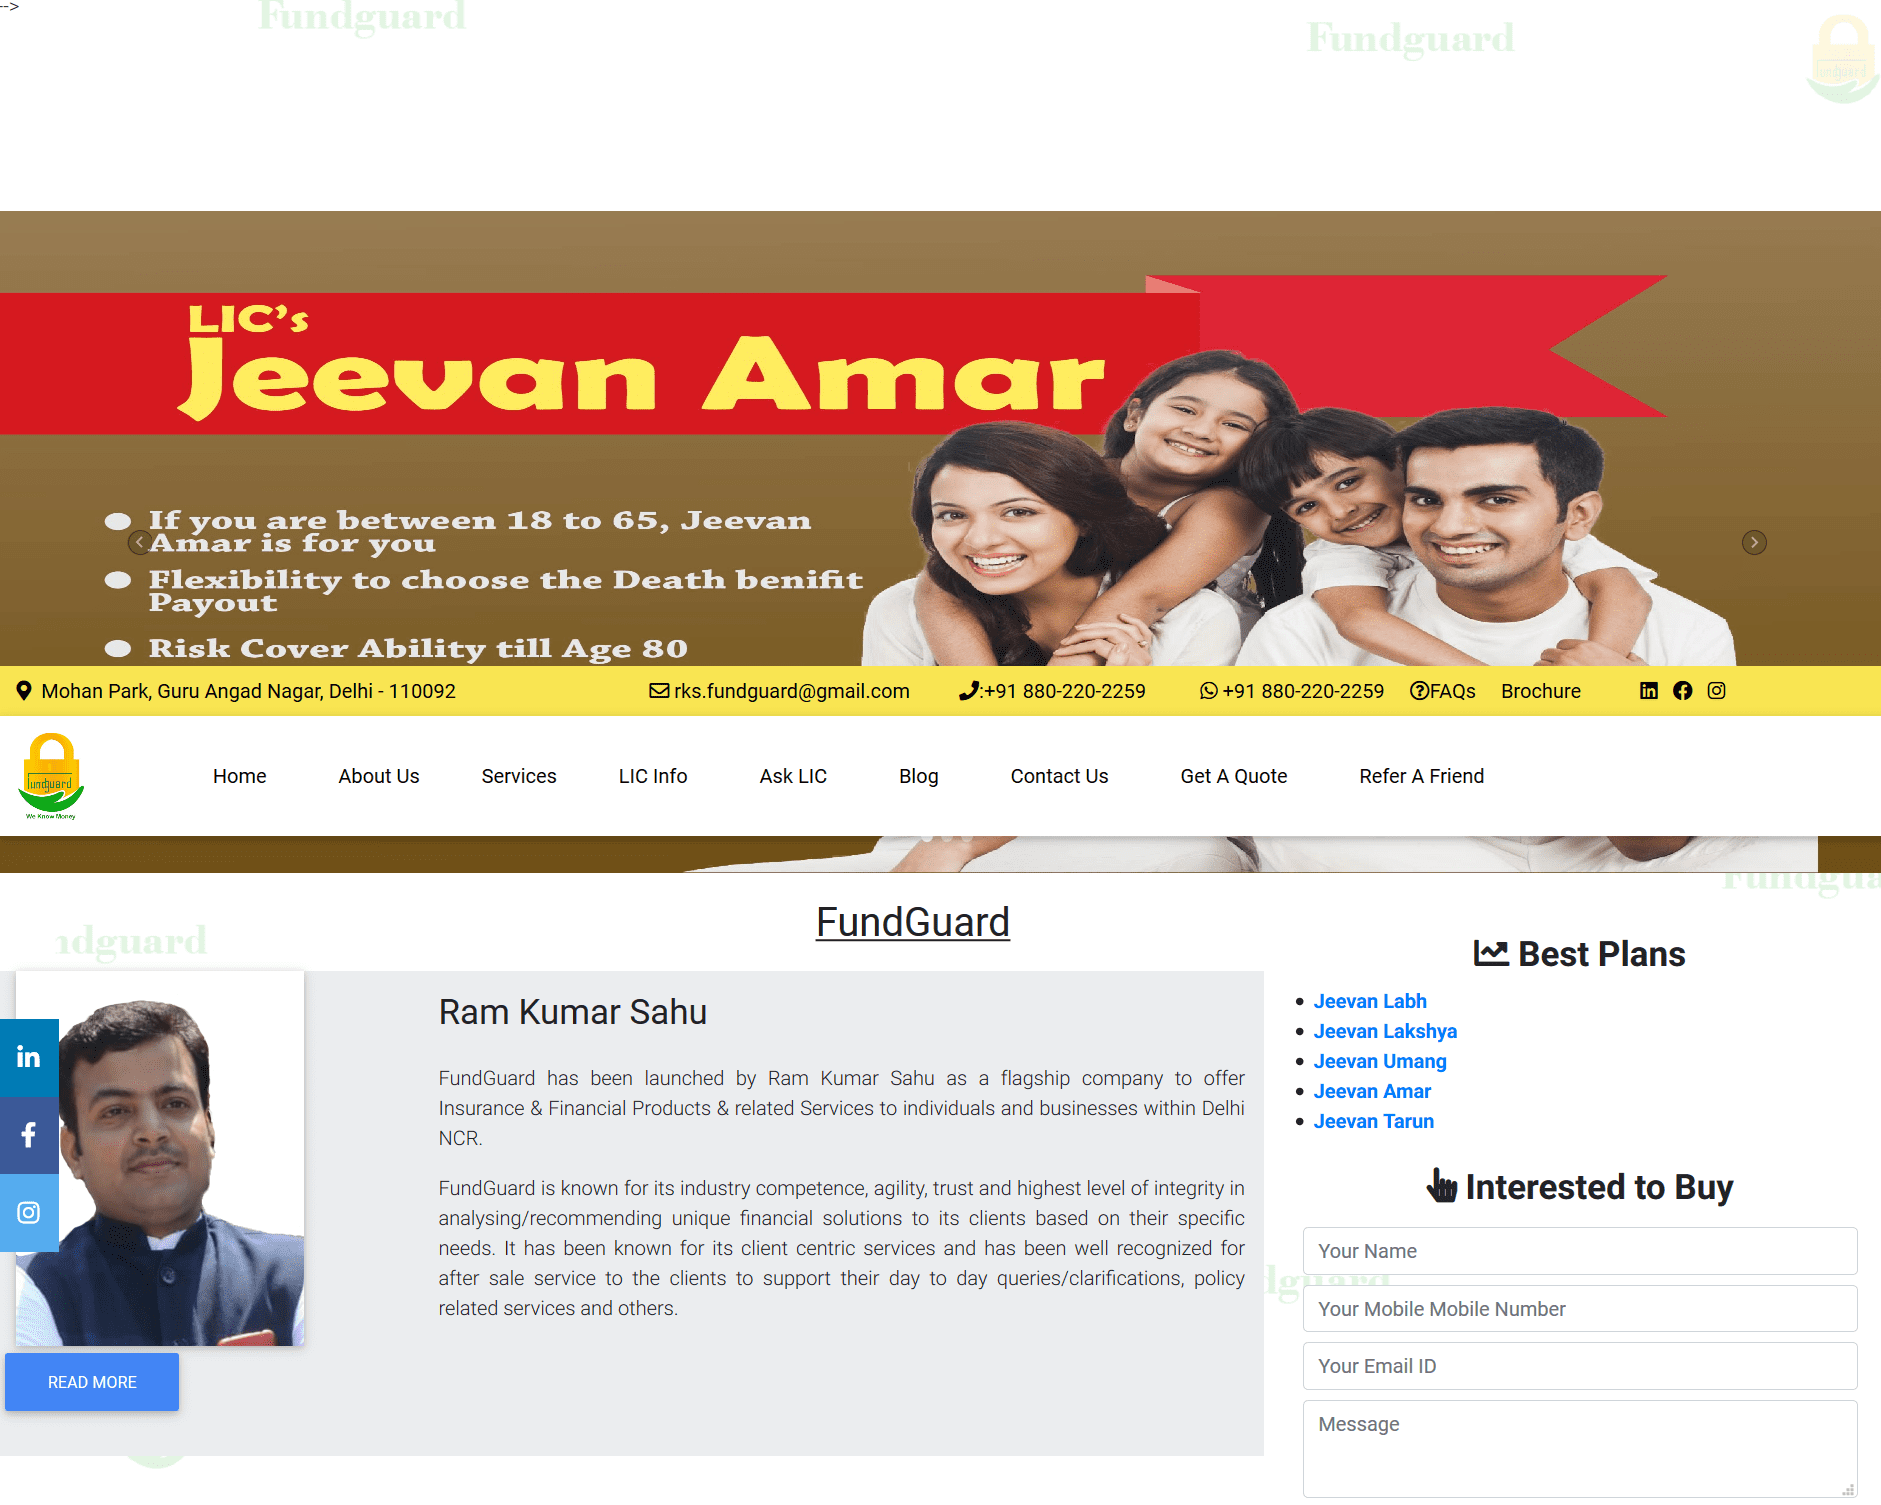 -->
Fundguard
Fundguard
fundguard
LIC's
Jeevan Amar
If you are between 18 to 65, Jeevan
Amar is for you
Flexibility to choose the Death benifit
Payout
Risk Cover Ability till Age 80
Mohan Park, Guru Angad Nagar, Delhi - 110092 rks.fundguard@gmail.com :+91 880-220-2259 +91 880-220-2259 FAQs Brochure
fundguard
We Know Money
Home About Us Services LIC Info Ask LIC Blog Contact Us Get A Quote Refer A Friend
Fundgua
ndguard
FundGuard
Ram Kumar Sahu
FundGuard has been launched by Ram Kumar Sahu as a flagship company to offer
Insurance & Financial Products & related Services to individuals and businesses within Delhi
NCR.
FundGuard is known for its industry competence, agility, trust and highest level of integrity in
analysing/recommending unique financial solutions to its clients based on their specific
needs. It has been known for its client centric services and has been well recognized for
after sale service to the clients to support their day to day queries/clarifications, policy
related services and others.
READ MORE
Best Plans
Jeevan Labh
Jeevan Lakshya
Jeevan Umang
Jeevan Amar
Jeevan Tarun
Interested to Buy
Your Name
dguard
Your Mobile Mobile Number
Your Email ID
Message